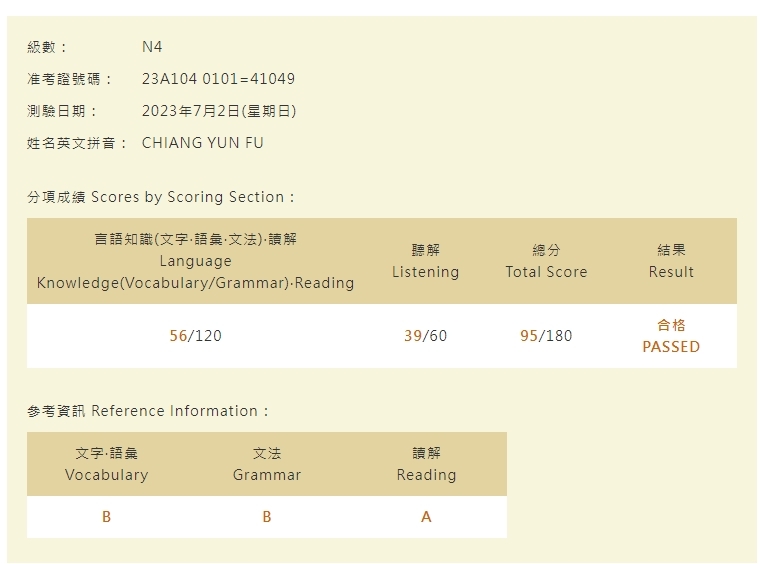 級數： N4
准考證號碼： 23A104 0101=41049
測驗日期： 2023年7月2日(星期日)
姓名英文拼音： CHIANG YUN FU
分項成績 Scores by Scoring Section：
言語知識(文字‧語彙‧文法)‧讀解
Language
Knowledge(Vocabulary/Grammar)‧Reading
聽解
Listening
總分
Total Score
結果
Result
56/120
39/60
95/180
合格
PASSED
參考資訊 Reference Information：
文字‧語彙
Vocabulary
文法
Grammar
讀解
Reading
B
B
A